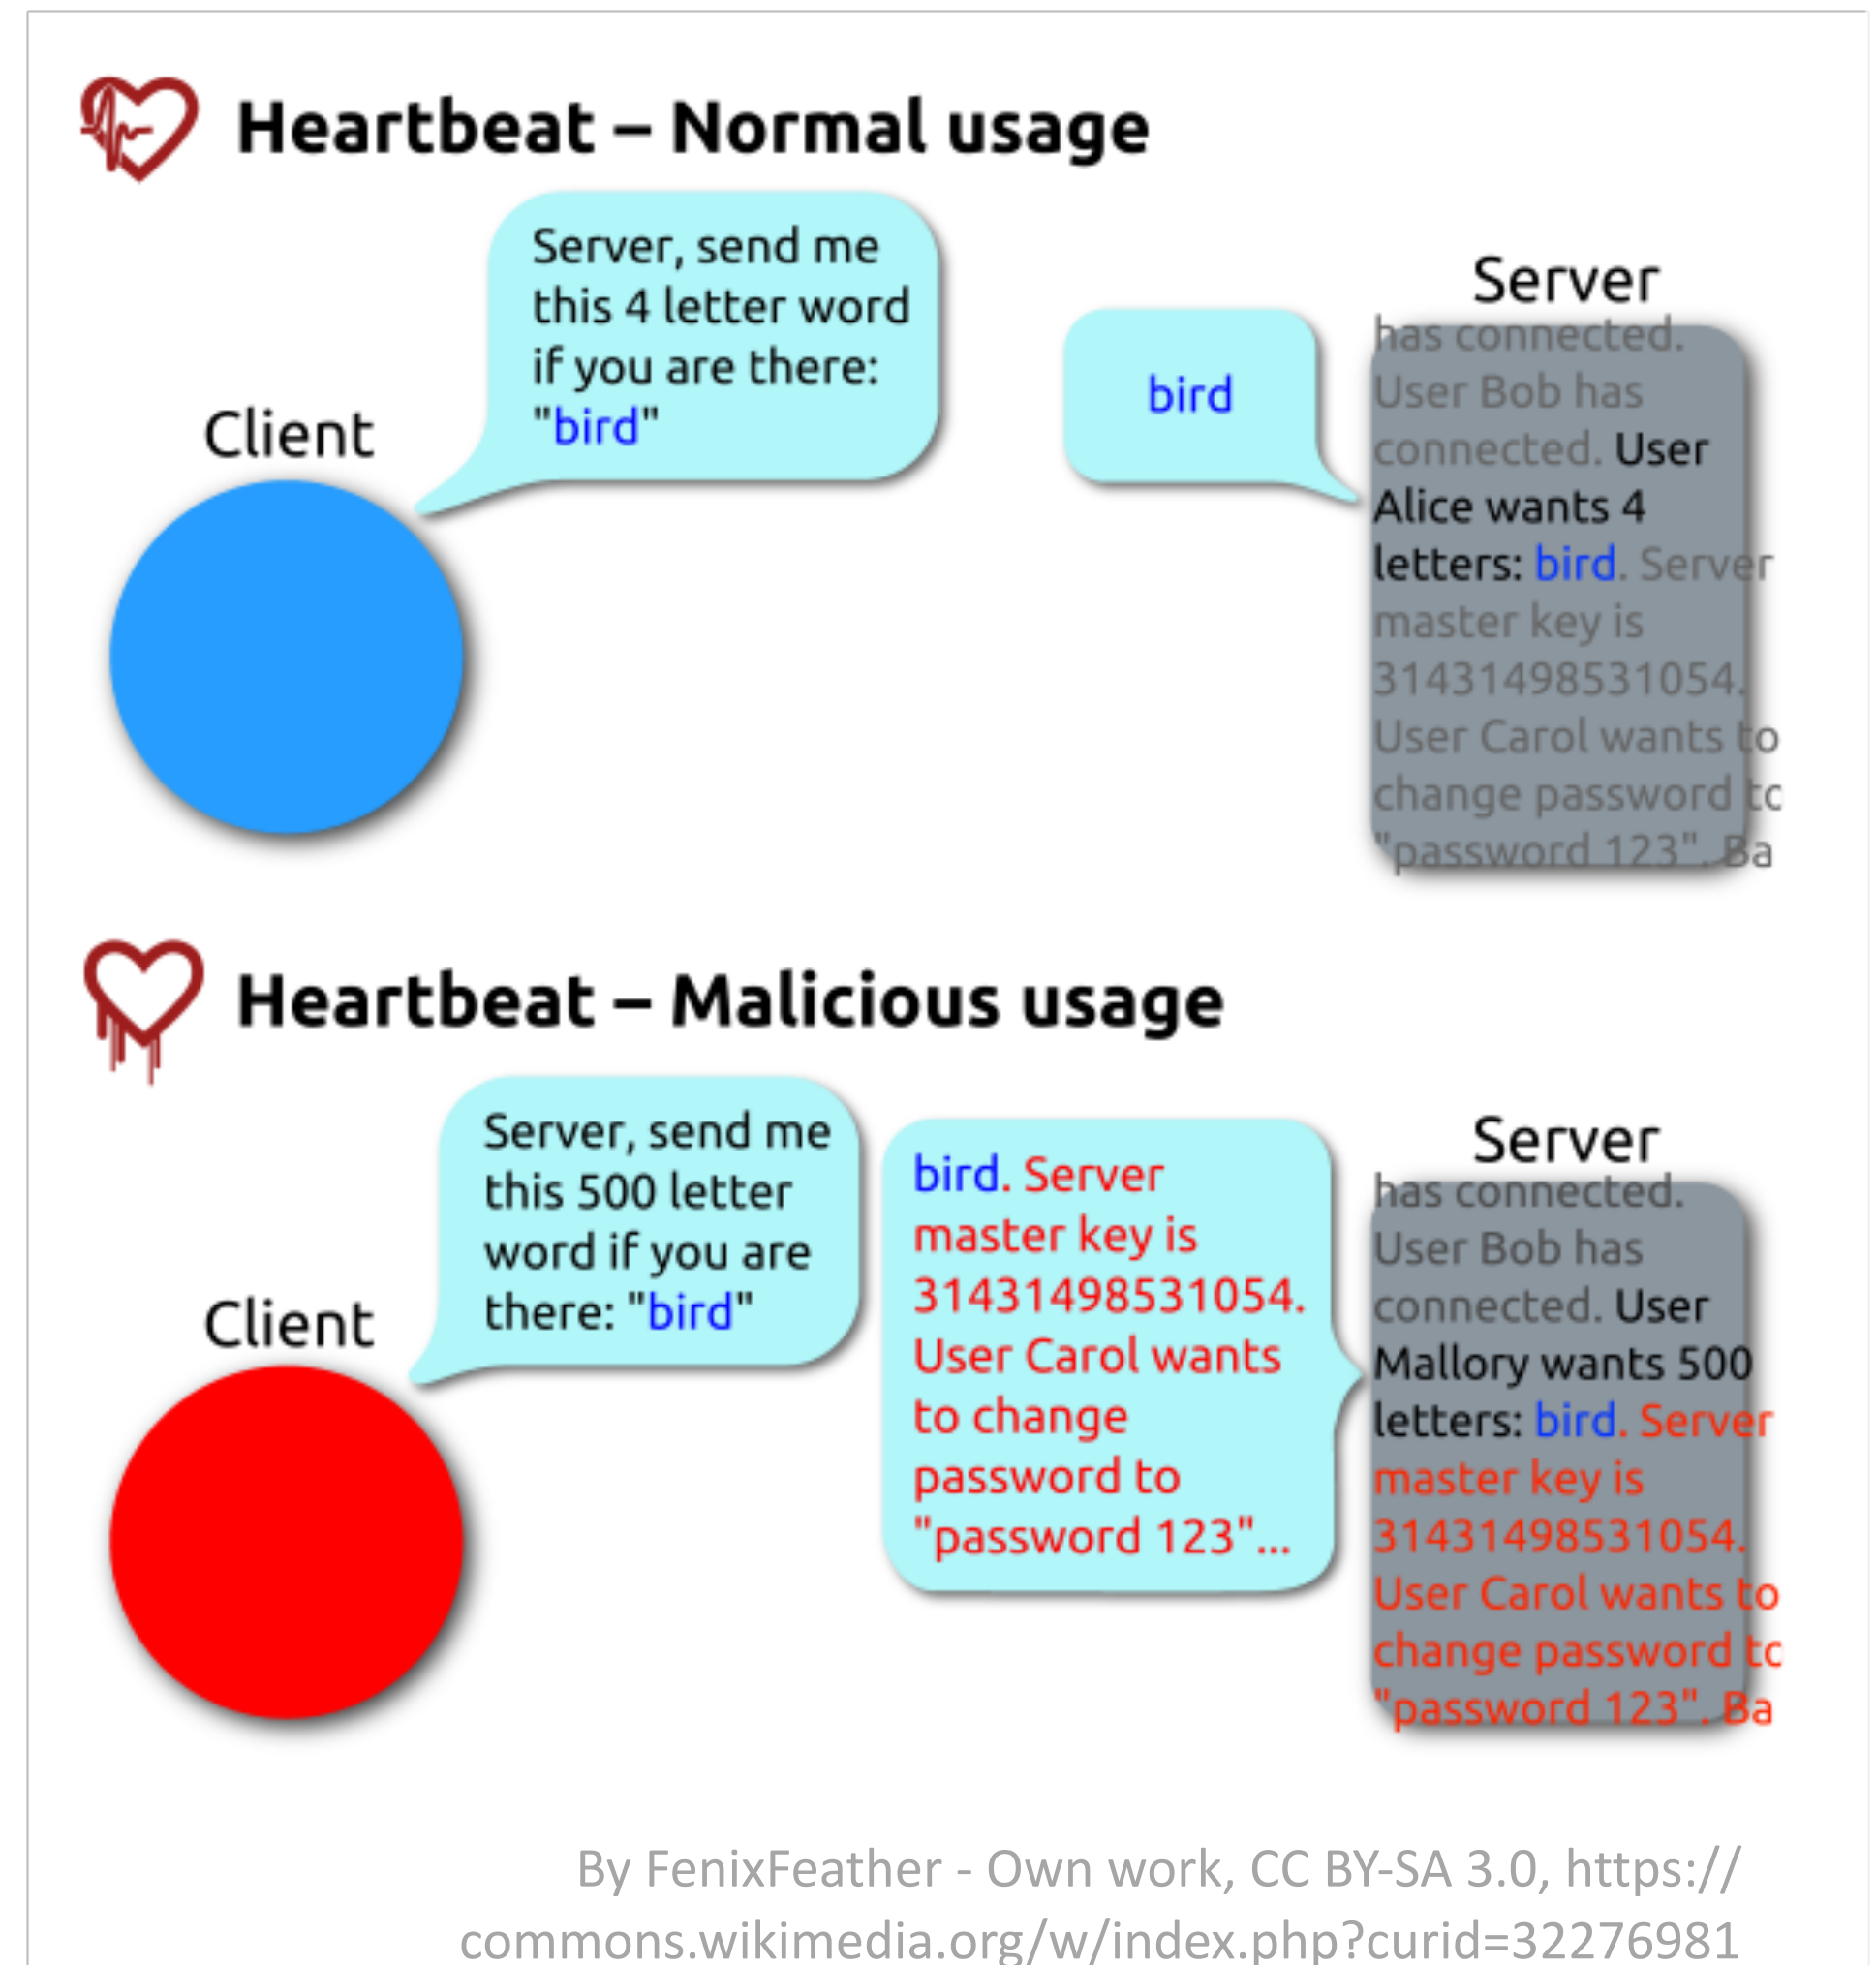 Heartbeat – Normal usage
Server, send me
this 4 letter word
if you are there:
"bird"
Client
bird
Server
has connected.
User Bob has
connected. User
Alice wants 4
letters: bird. Server
master key is
31431498531054.
User Carol wants to
change password to
"password 123". Ba
Heartbeat – Malicious usage
Server, send me
this 500 letter
word if you are
there: "bird"
Client
bird. Server
master key is
31431498531054.
User Carol wants
to change
password to
"password 123"...
Server
has connected.
User Bob has
connected. User
Mallory wants 500
letters: bird. Server
master key is
31431498531054.
User Carol wants to
change password to
"password 123". Ba
By FenixFeather - Own work, CC BY-SA 3.0, https://
commons.wikimedia.org/w/index.php?curid=32276981